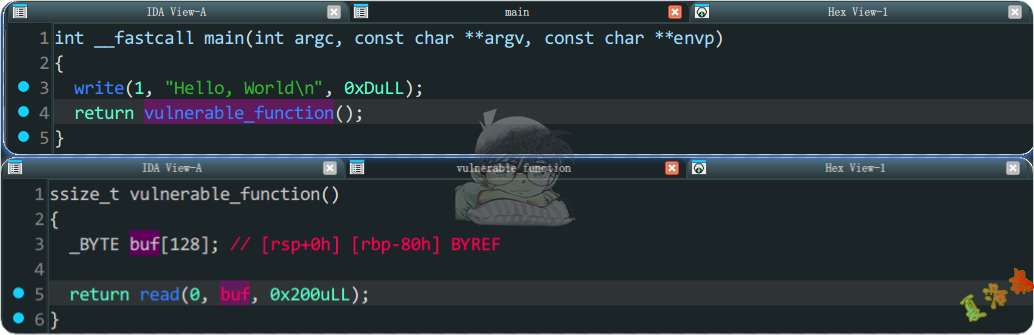 IDA View-A main Hex View-1
1 int __fastcall main(int argc, const char **argv, const char **envp)
2 {
3 write(1, "Hello, World\n", 0xDuLL);
4 return vulnerable_function();
5 }
IDA View-A vulnerable_function Hex View-1
1 ssize_t vulnerable_function()
2 {
3 _BYTE buf[128]; // [rsp+0h] [rbp-80h] BYREF
4
5 return read(0, buf, 0x200uLL);
6 }